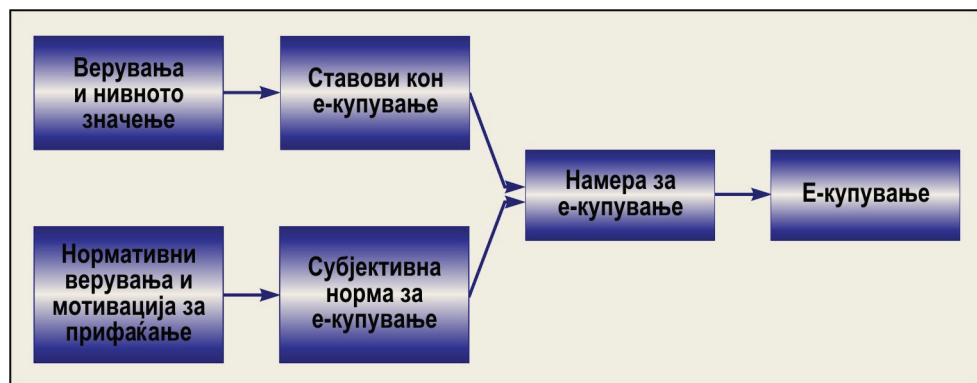 Верувања
и нивното
значење
Ставови кон
е-купување
Намера за
е-купување
Е-купување
Нормативни
верувања и
мотивација за
прифаќање
Субјективна
норма за
е-купување